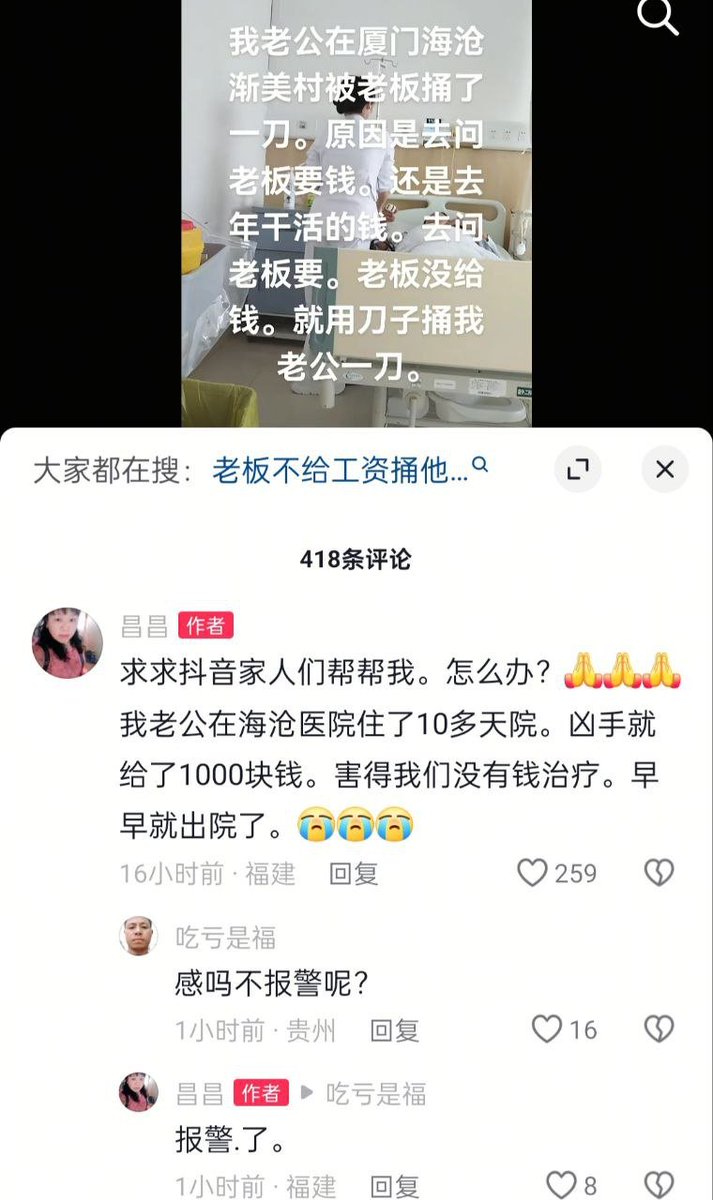 我老公在厦门海沧
渐美村被老板捅了
一刀。原因是去问
老板要钱。还是去
年干活的钱。去问
老板要。老板没给
钱。就用刀子捅我
老公一刀。
大家都在搜：老板不给工资捅他...
418条评论
昌昌 作者
求求抖音家人们帮帮我。怎么办？🙏🙏🙏
我老公在海沧医院住了10多天院。凶手就
给了1000块钱。害得我们没有钱治疗。早
早就出院了。😭😭😭
16小时前 · 福建 回复 259
吃亏是福
感吗不报警呢？
1小时前 · 贵州 回复 16
昌昌 作者 ▶ 吃亏是福
报警.了。
1小时前 · 福建 回复 8